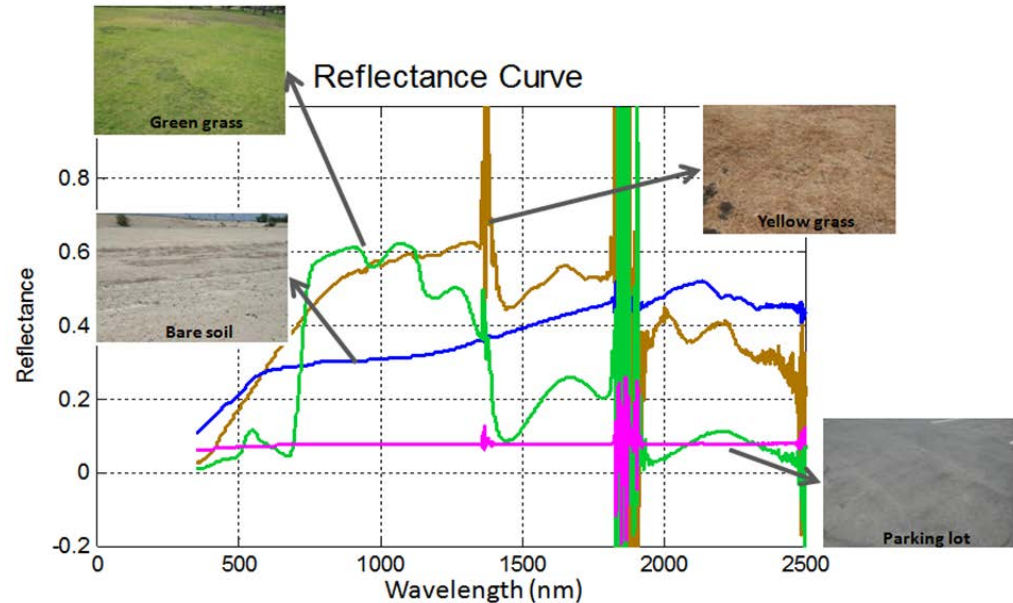 Reflectance Curve
Green grass
Yellow grass
Bare soil
Parking lot
Reflectance
0.8
0.6
0.4
0.2
0
-0.2
0
500
1000
1500
2000
2500
Wavelength (nm)